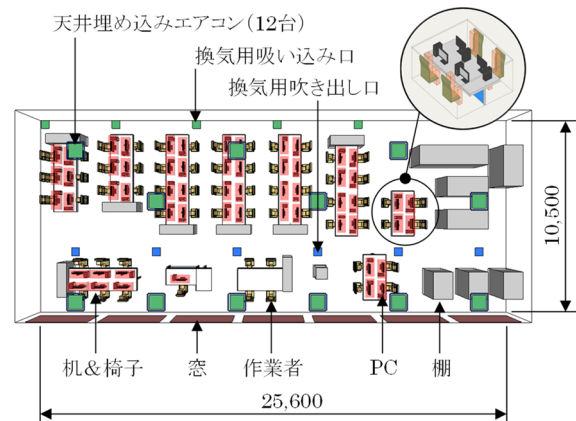 天井埋め込みエアコン(12台)
換気用吸い込み口
換気用吹き出し口
10,500
机&椅子
窓
作業者
PC
棚
25,600